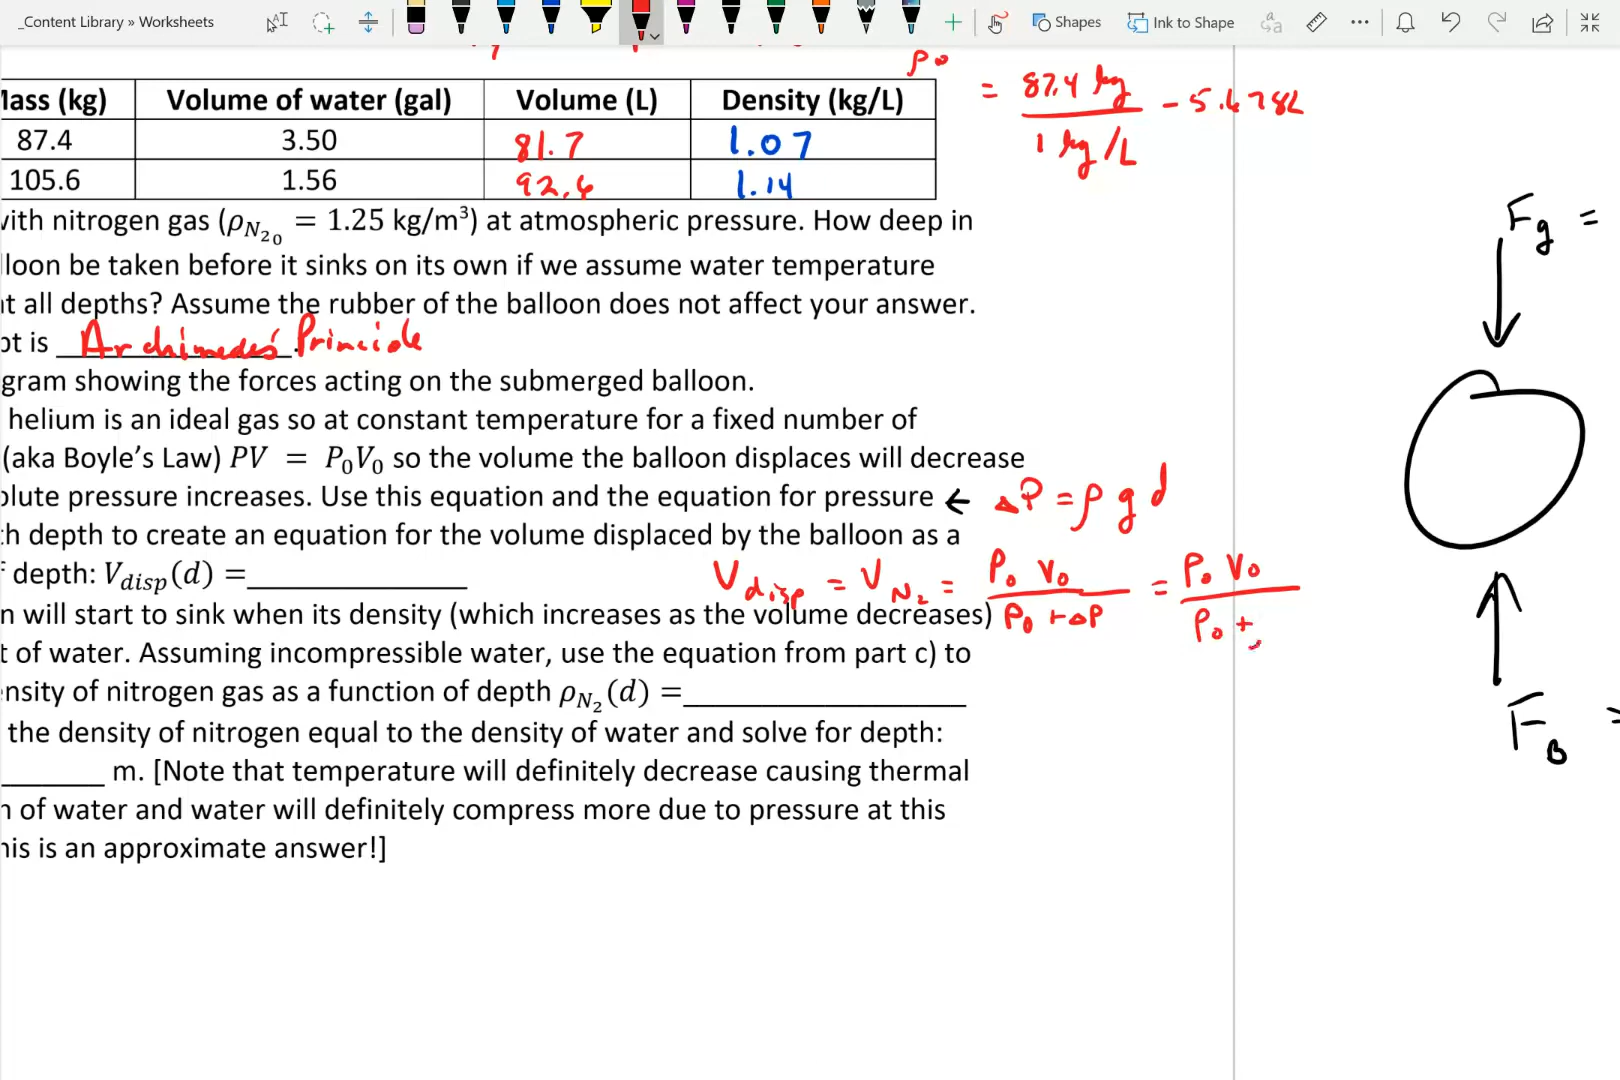 _Content Library » Worksheets
Shapes
Ink to Shape
ρ₀
Mass (kg) Volume of water (gal) Volume (L) Density (kg/L)
87.4 3.50 81.7 1.07
105.6 1.56 92.6 1.14
= 87.4 kg / 1 kg/L - 5.678L
with nitrogen gas (ρN₂₀ = 1.25 kg/m³) at atmospheric pressure. How deep in
lloon be taken before it sinks on its own if we assume water temperature
at all depths? Assume the rubber of the balloon does not affect your answer.
pt is Archimedes' Principle.
gram showing the forces acting on the submerged balloon.
helium is an ideal gas so at constant temperature for a fixed number of
(aka Boyle's Law) PV = P₀V₀ so the volume the balloon displaces will decrease
olute pressure increases. Use this equation and the equation for pressure ← ΔP = ρ g d
th depth to create an equation for the volume displaced by the balloon as a
f depth: Vdisp(d) =____________
Vdisp = VN₂ = P₀ V₀ / P₀ + ΔP = P₀ V₀ / P₀ +
n will start to sink when its density (which increases as the volume decreases)
t of water. Assuming incompressible water, use the equation from part c) to
ensity of nitrogen gas as a function of depth ρN₂(d) =____________
the density of nitrogen equal to the density of water and solve for depth:
_______ m. [Note that temperature will definitely decrease causing thermal
n of water and water will definitely compress more due to pressure at this
his is an approximate answer!]
Fg =
FB =